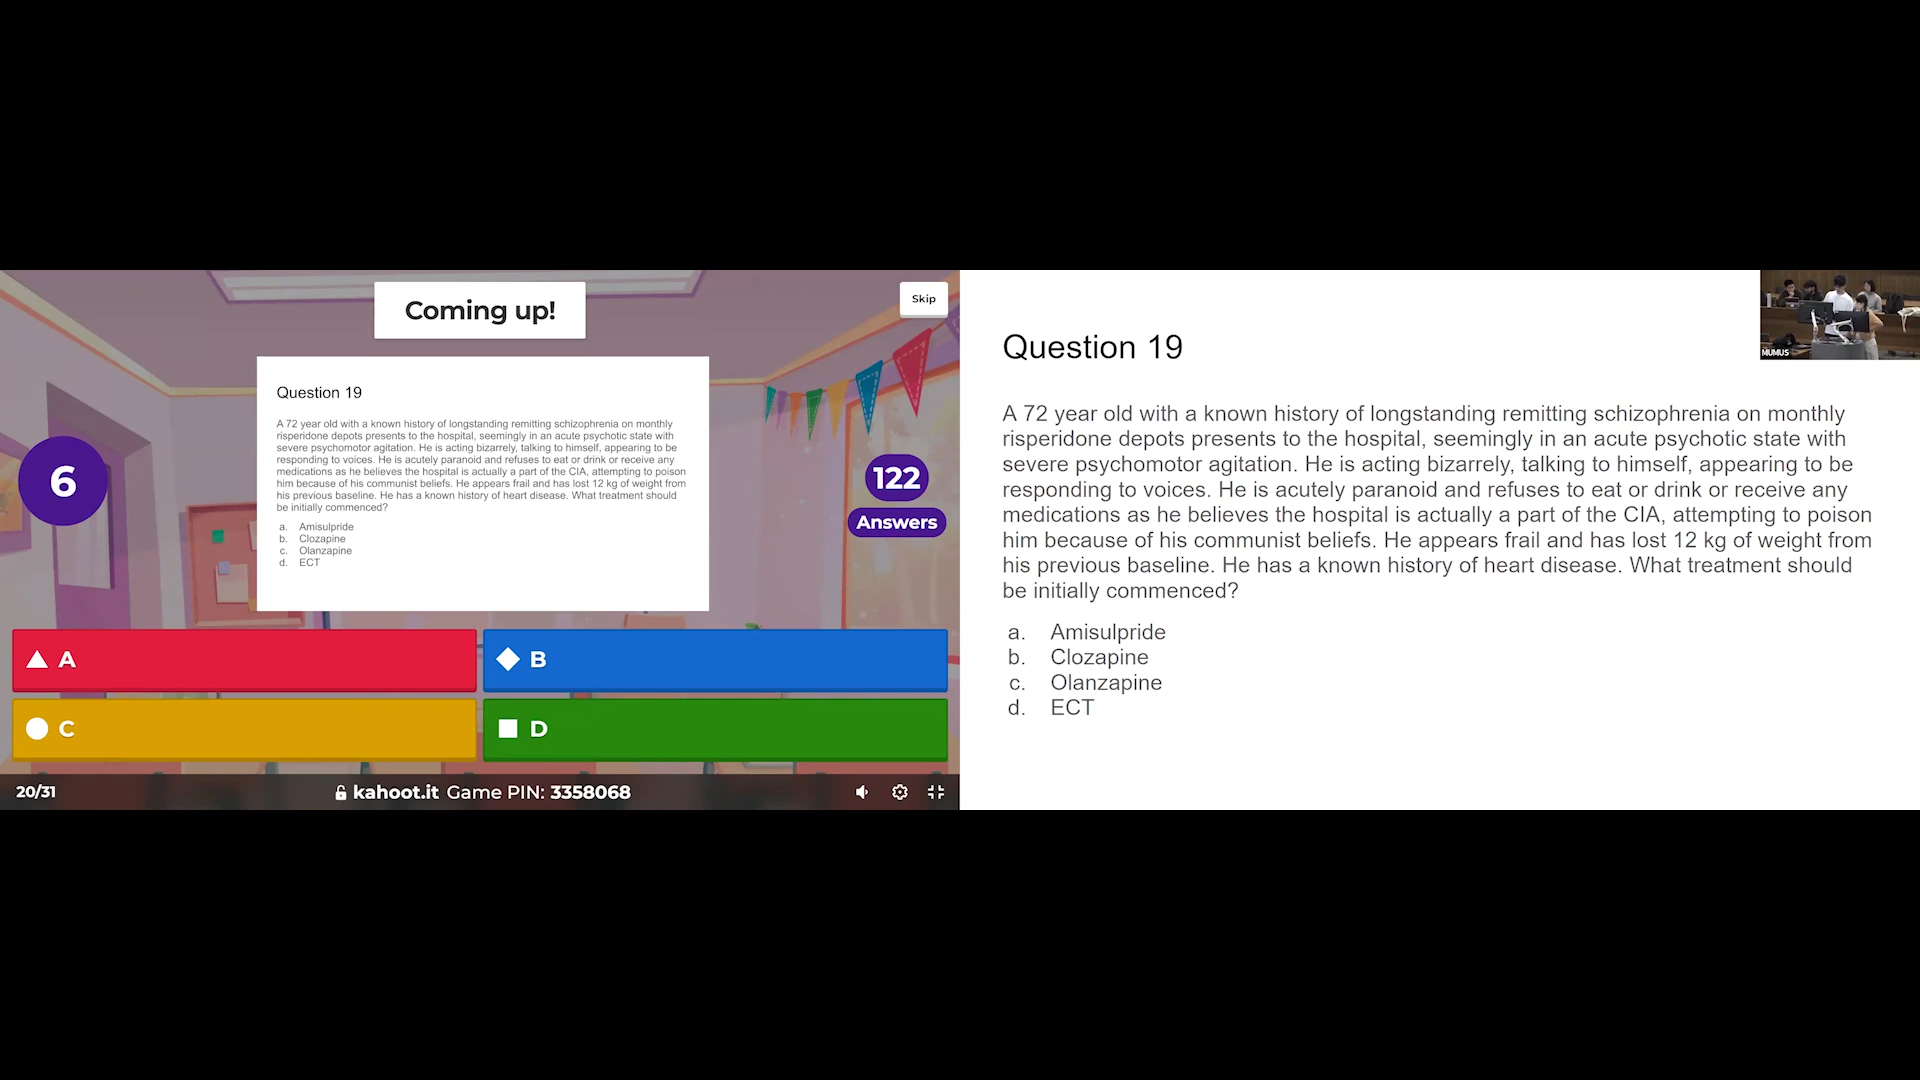 Coming up!
Skip
Question 19
A 72 year old with a known history of longstanding remitting schizophrenia on monthly
risperidone depots presents to the hospital, seemingly in an acute psychotic state with
severe psychomotor agitation. He is acting bizarrely, talking to himself, appearing to be
responding to voices. He is acutely paranoid and refuses to eat or drink or receive any
medications as he believes the hospital is actually a part of the CIA, attempting to poison
him because of his communist beliefs. He appears frail and has lost 12 kg of weight from
his previous baseline. He has a known history of heart disease. What treatment should
be initially commenced?
a. Amisulpride
b. Clozapine
c. Olanzapine
d. ECT
6
122
Answers
A
B
C
D
20/31
kahoot.it Game PIN: 3358068
Question 19
A 72 year old with a known history of longstanding remitting schizophrenia on monthly
risperidone depots presents to the hospital, seemingly in an acute psychotic state with
severe psychomotor agitation. He is acting bizarrely, talking to himself, appearing to be
responding to voices. He is acutely paranoid and refuses to eat or drink or receive any
medications as he believes the hospital is actually a part of the CIA, attempting to poison
him because of his communist beliefs. He appears frail and has lost 12 kg of weight from
his previous baseline. He has a known history of heart disease. What treatment should
be initially commenced?
a. Amisulpride
b. Clozapine
c. Olanzapine
d. ECT
MUMUS